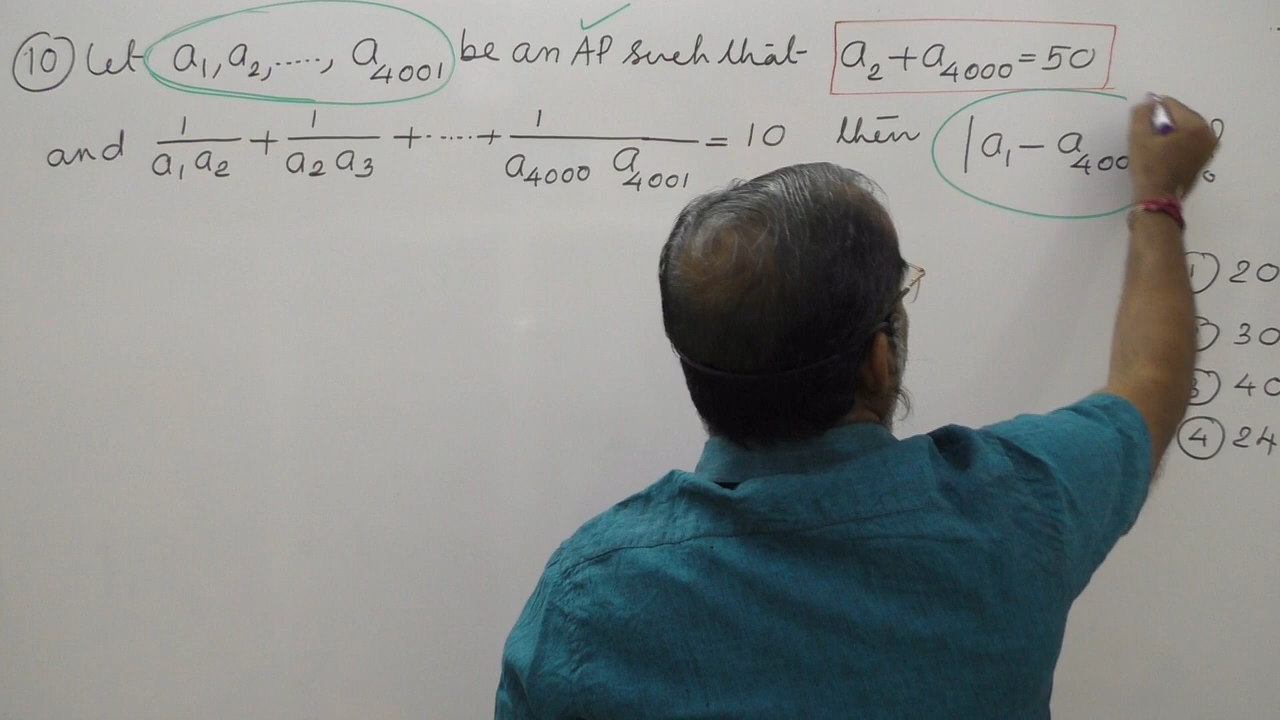 (10) Let a₁, a₂, ....., a₄₀₀₁ be an AP such that a₂ + a₄₀₀₀ = 50
and 1/(a₁a₂) + 1/(a₂a₃) + ..... + 1/(a₄₀₀₀ a₄₀₀₁) = 10 then |a₁ - a₄₀₀ ?
(1) 20
30
(3) 40
(4) 24